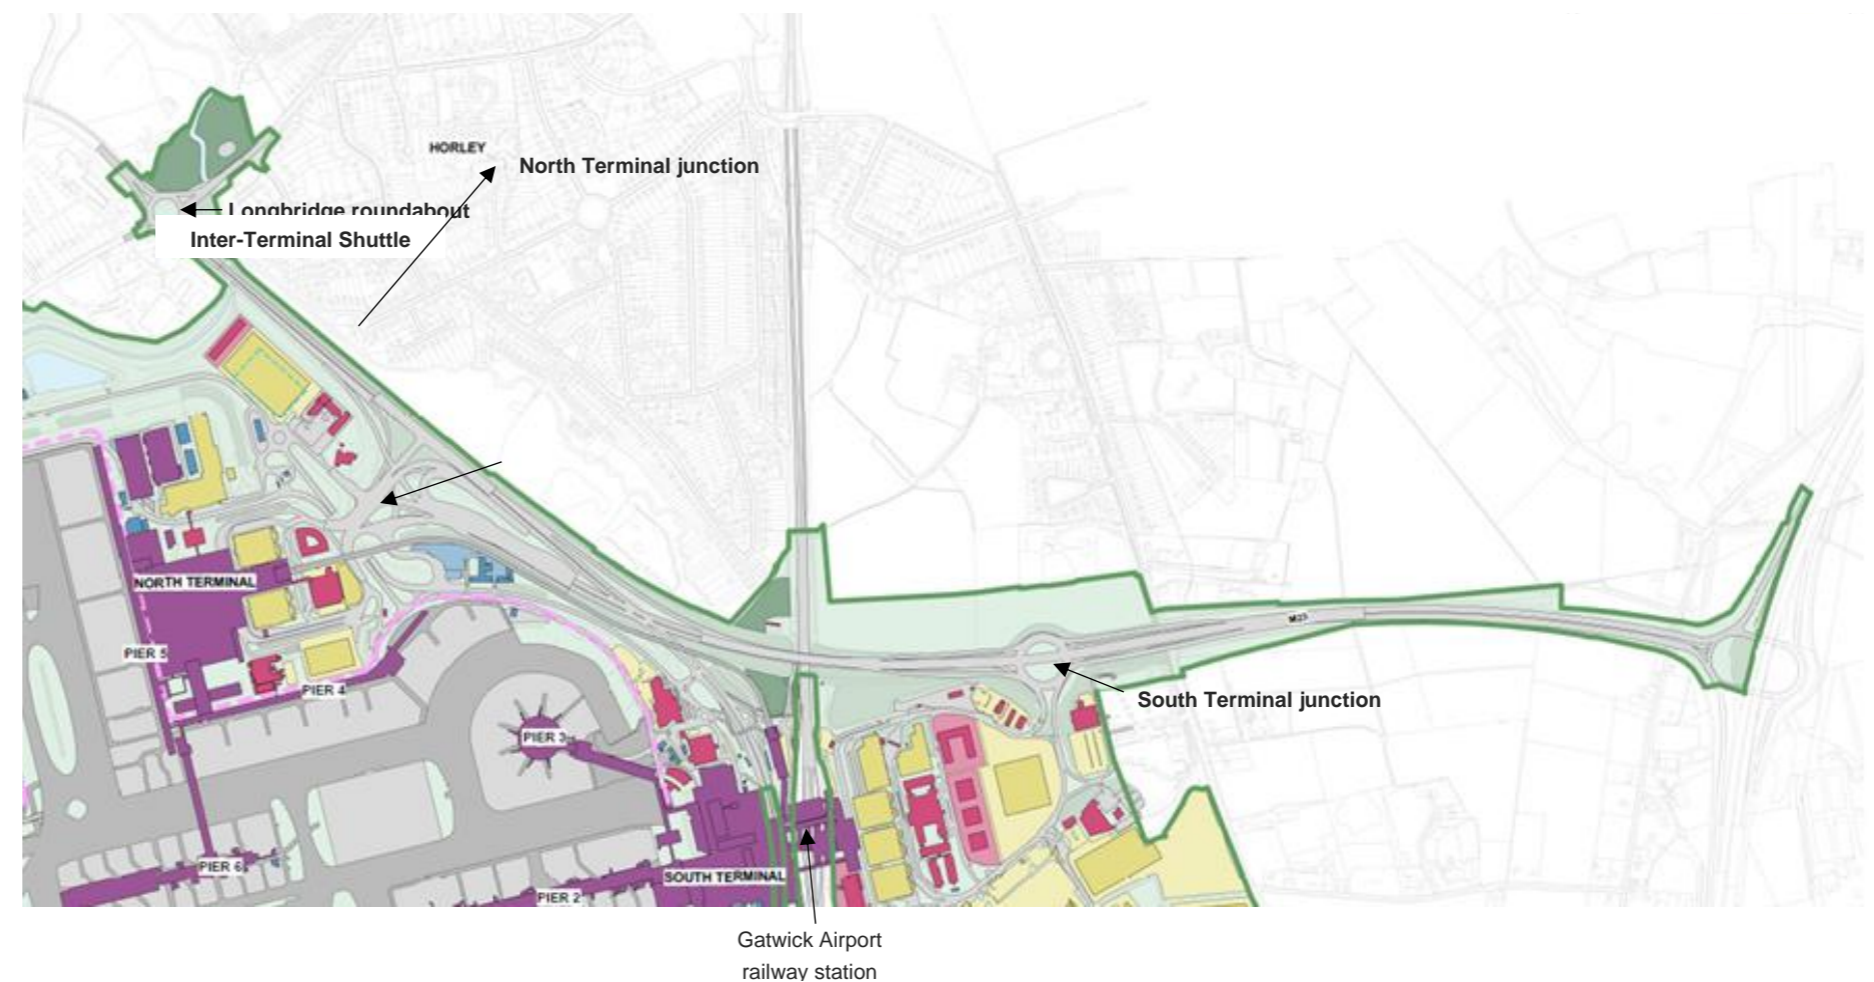 HORLEY
North Terminal junction
Longbridge roundabout
Inter-Terminal Shuttle
NORTH TERMINAL
PIER 5
PIER 4
M23
South Terminal junction
PIER 3
PIER 6
SOUTH TERMINAL
PIER 2
Gatwick Airport
railway station